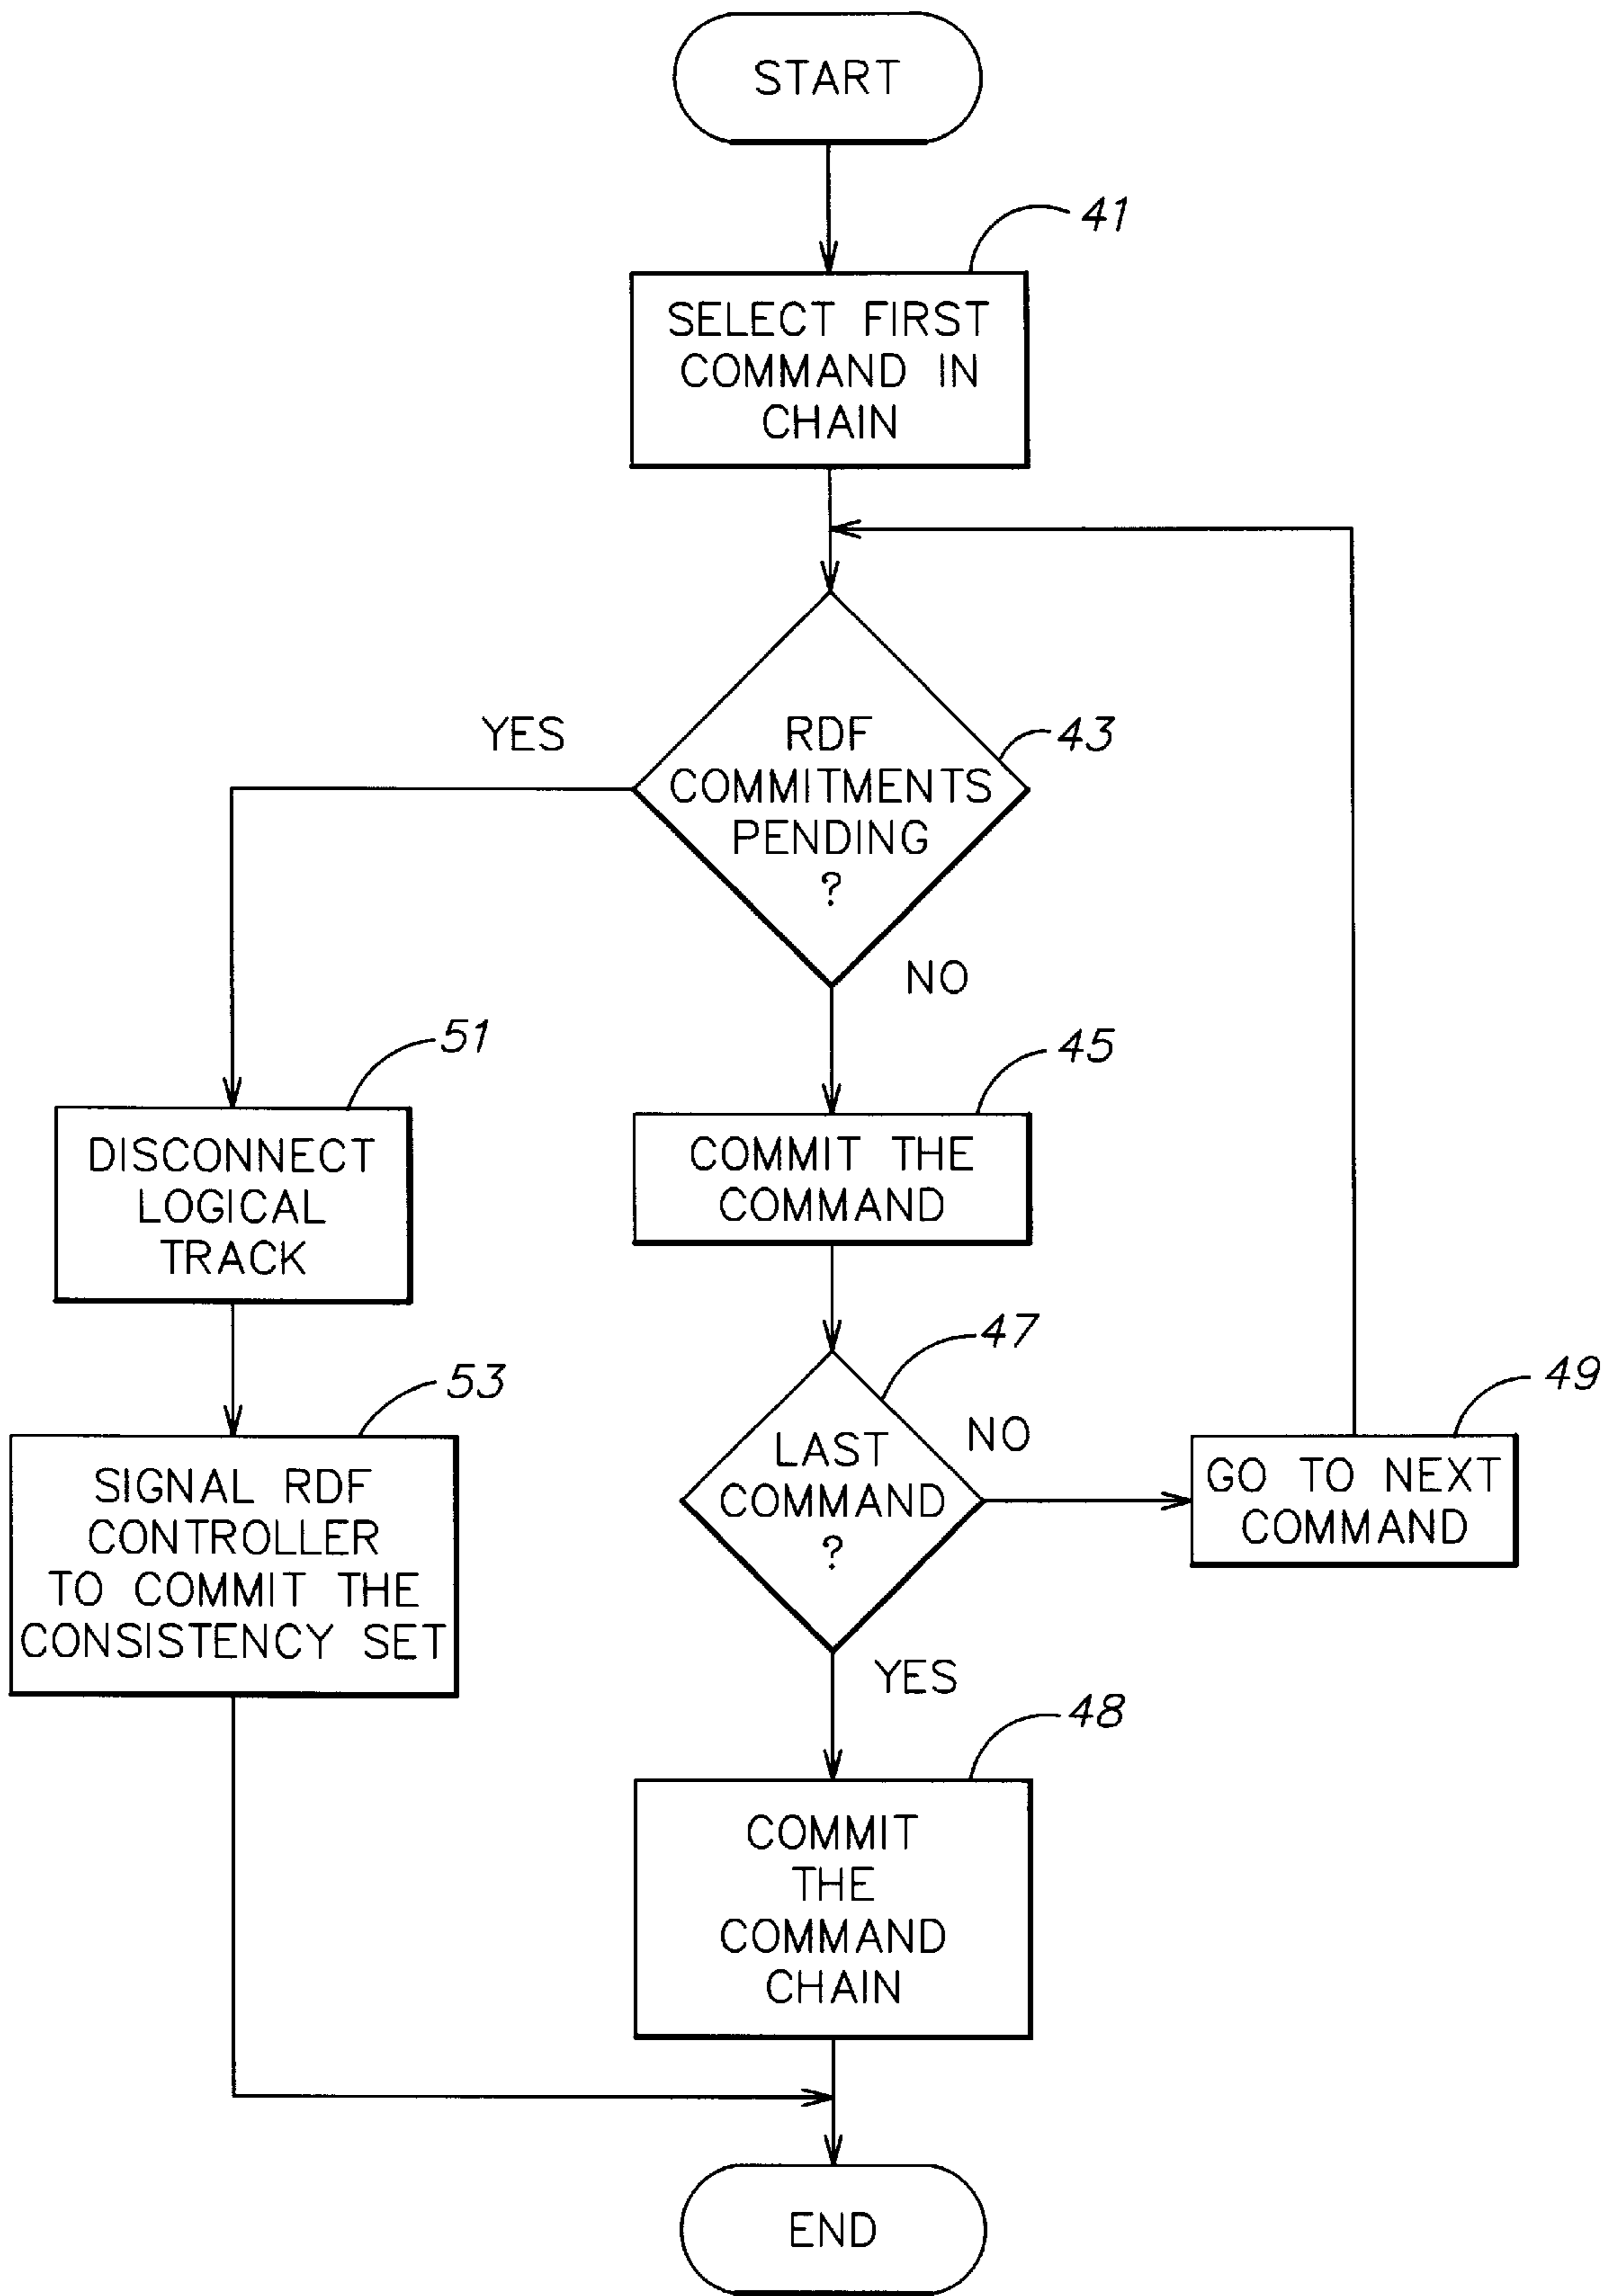 START
41
SELECT FIRST
COMMAND IN
CHAIN
YES
RDF
COMMITMENTS
PENDING
?
43
NO
51
DISCONNECT
LOGICAL
TRACK
45
COMMIT THE
COMMAND
53
SIGNAL RDF
CONTROLLER
TO COMMIT THE
CONSISTENCY SET
47
LAST
COMMAND
?
NO
49
GO TO NEXT
COMMAND
YES
48
COMMIT
THE
COMMAND
CHAIN
END